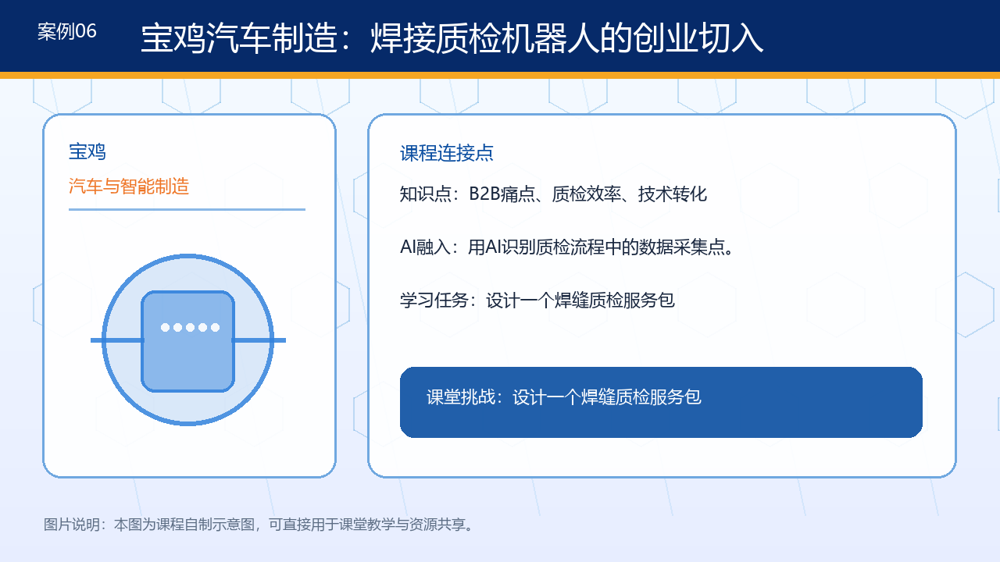 案例06
宝鸡汽车制造：焊接质检机器人的创业切入
宝鸡
汽车与智能制造
课程连接点
知识点：B2B痛点、质检效率、技术转化
AI融入：用AI识别质检流程中的数据采集点。
学习任务：设计一个焊缝质检服务包
课堂挑战：设计一个焊缝质检服务包
图片说明：本图为课程自制示意图，可直接用于课堂教学与资源共享。